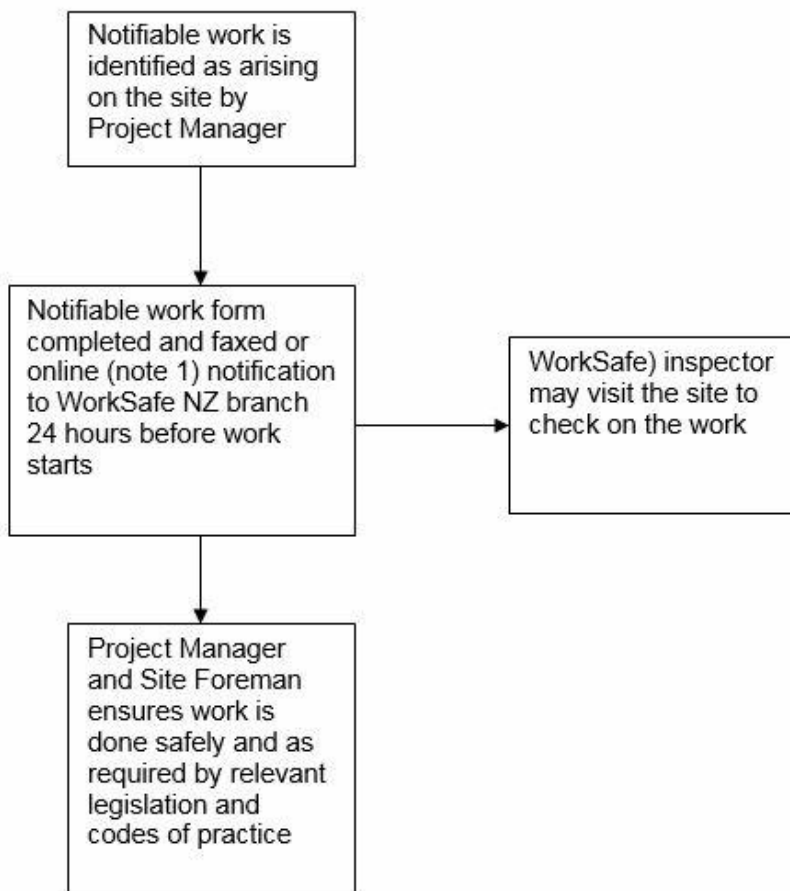 Notifiable work is
identified as arising
on the site by
Project Manager
Notifiable work form
completed and faxed or
online (note 1) notification
to WorkSafe NZ branch
24 hours before work
starts
WorkSafe) inspector
may visit the site to
check on the work
Project Manager
and Site Foreman
ensures work is
done safely and as
required by relevant
legislation and
codes of practice